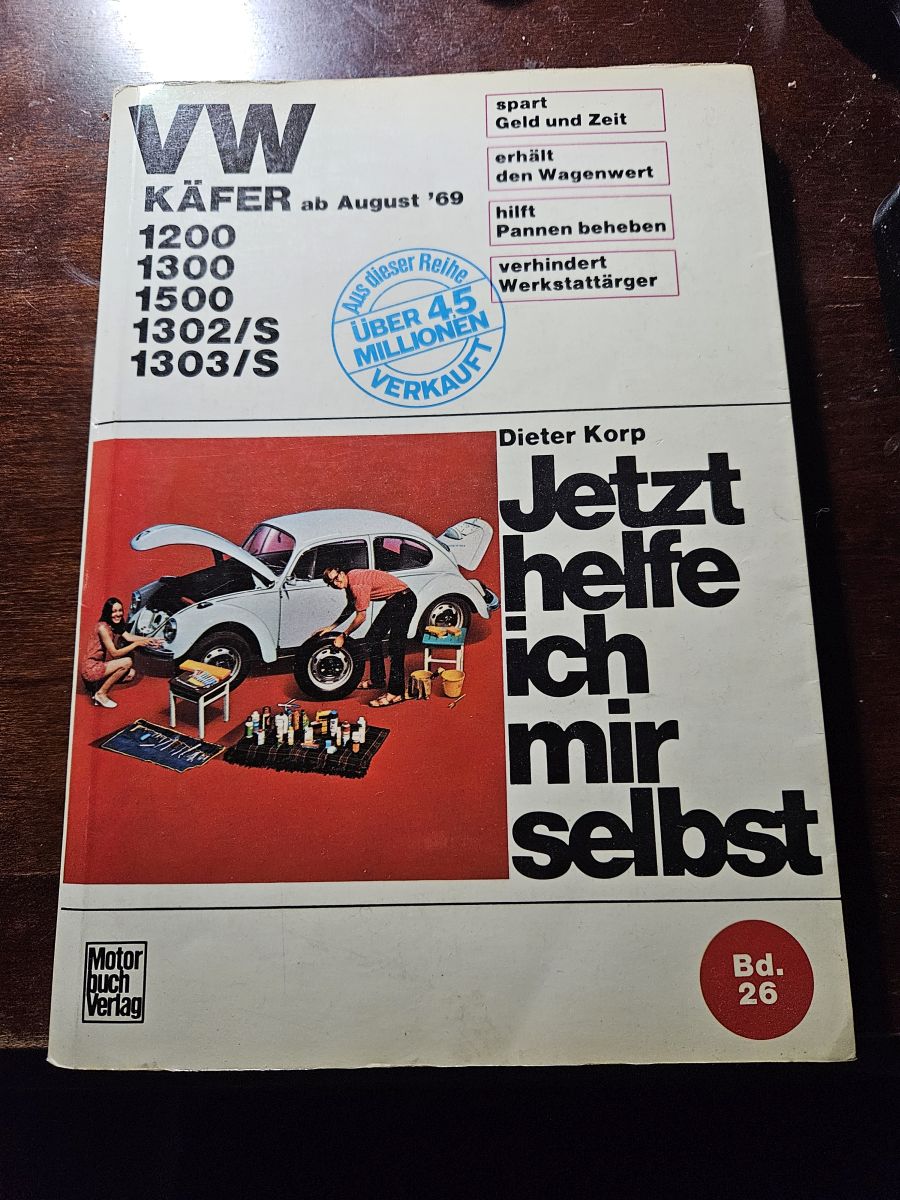 VW
KÄFER ab August '69
1200
1300
1500
1302/S
1303/S
spart
Geld und Zeit
erhält
den Wagenwert
hilft
Pannen beheben
verhindert
Werkstattärger
Aus dieser Reihe
ÜBER 4,5
MILLIONEN
VERKAUFT
Dieter Korp
Jetzt
helfe
ich
mir
selbst
Motor
buch
Verlag
Bd.
26